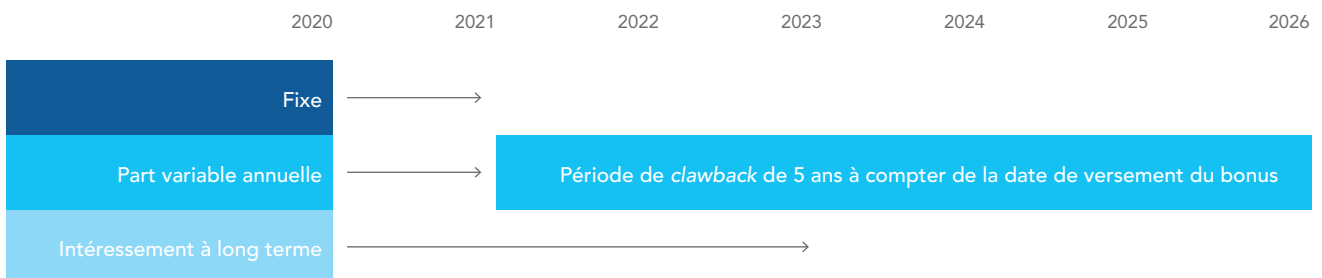 2020 2021 2022 2023 2024 2025 2026
Fixe
Part variable annuelle
Période de clawback de 5 ans à compter de la date de versement du bonus
Intéressement à long terme